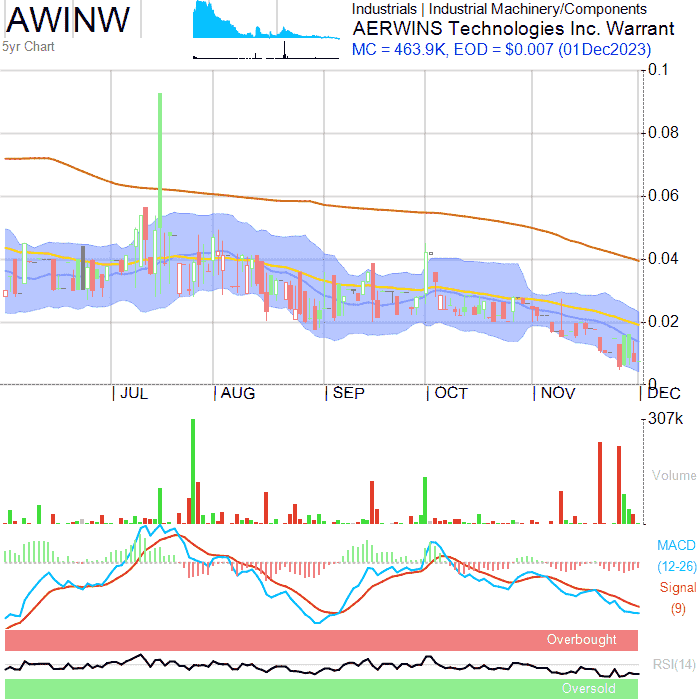 AWINW
5yr Chart
Industrials | Industrial Machinery/Components
AERWINS Technologies Inc. Warrant
MC = 463.9K, EOD = $0.007 (01Dec2023)
0.1
0.08
0.06
0.04
0.02
0
JUL AUG SEP OCT NOV DEC
307k
Volume
MACD
(12-26)
Signal
(9)
Overbought
RSI(14)
Oversold